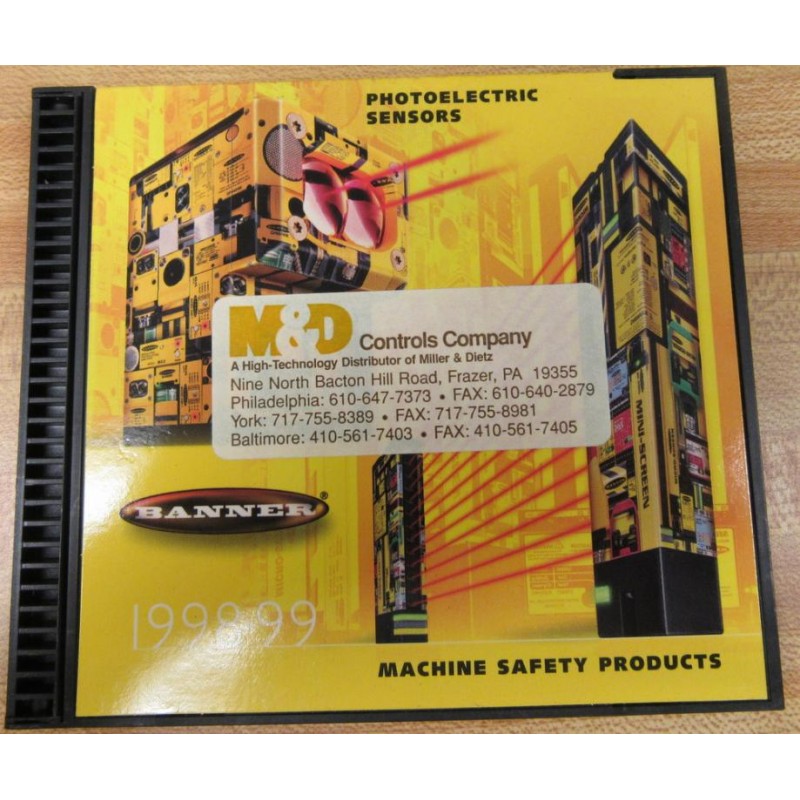 PHOTOELECTRIC
SENSORS
M&D Controls Company
A High-Technology Distributor of Miller & Dietz
Nine North Bacton Hill Road, Frazer, PA 19355
Philadelphia: 610-647-7373 • FAX: 610-640-2879
York: 717-755-8389 • FAX: 717-755-8981
Baltimore: 410-561-7403 • FAX: 410-561-7405
MINI-SCREEN
BANNER®
1998-99
MACHINE SAFETY PRODUCTS